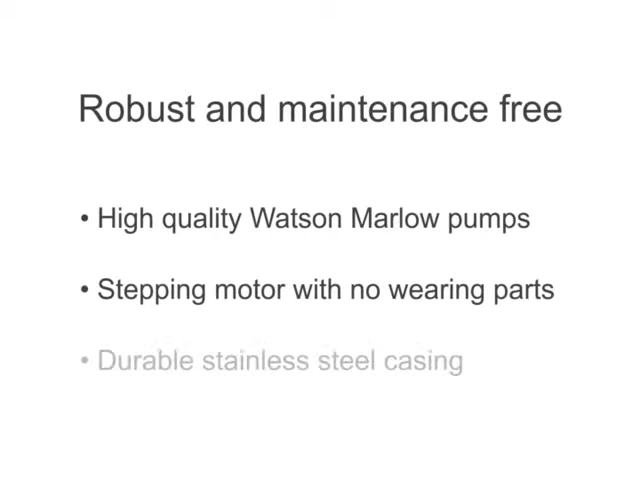 Robust and maintenance free
• High quality Watson Marlow pumps
• Stepping motor with no wearing parts
• Durable stainless steel casing